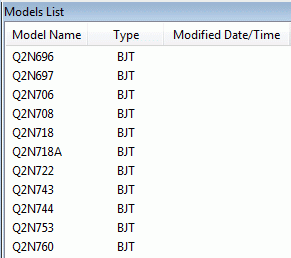 Models List
Model Name Type Modified Date/Time
Q2N696 BJT
Q2N697 BJT
Q2N706 BJT
Q2N708 BJT
Q2N718 BJT
Q2N718A BJT
Q2N722 BJT
Q2N743 BJT
Q2N744 BJT
Q2N753 BJT
Q2N760 BJT